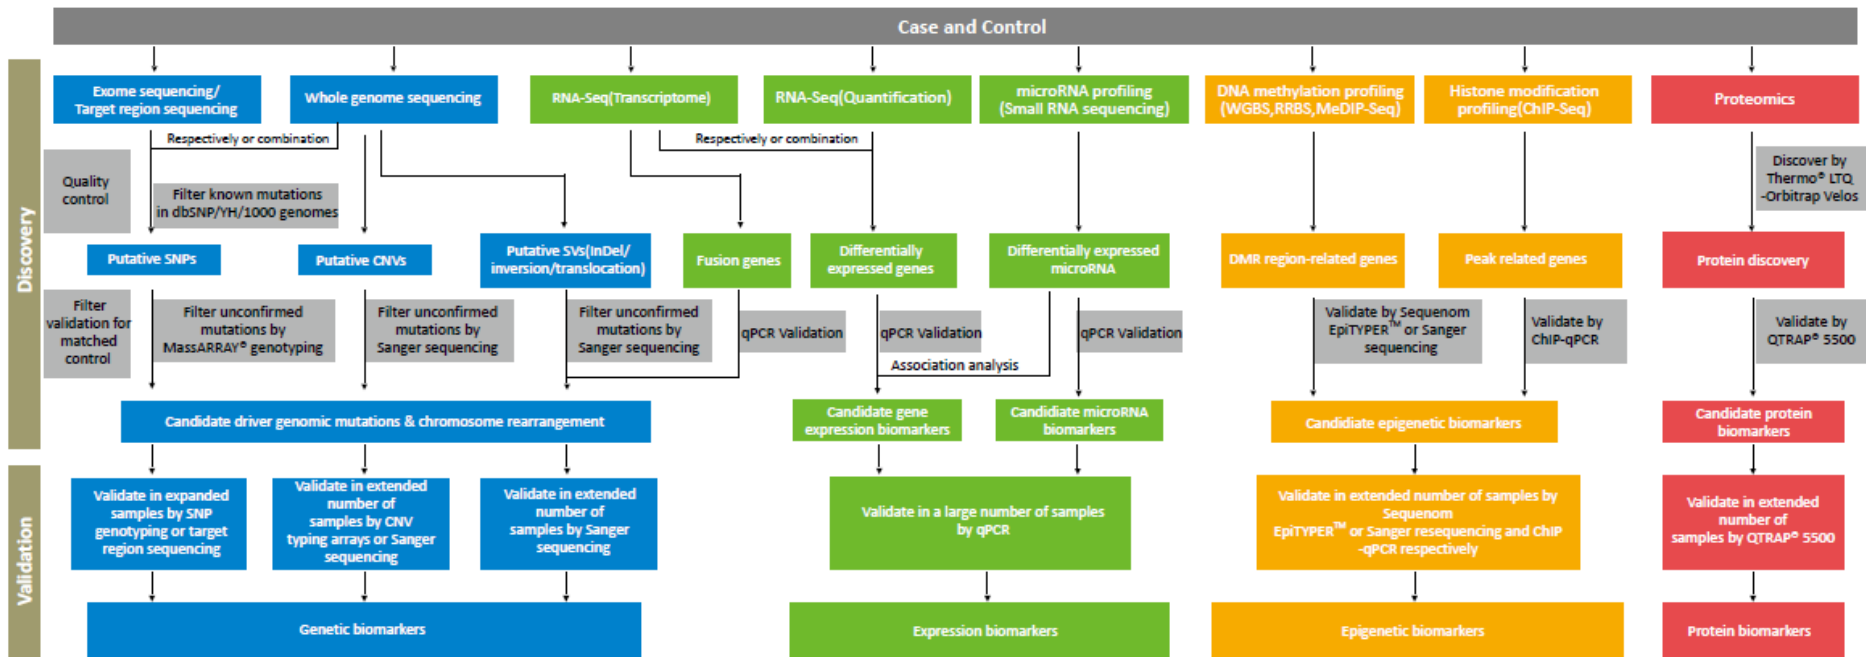 Case and Control
Discovery
Exome sequencing/
Target region sequencing
Whole genome sequencing
RNA-Seq(Transcriptome)
RNA-Seq(Quantification)
microRNA profiling
(Small RNA sequencing)
DNA methylation profiling
(WGBS,RRBS,MeDIP-Seq)
Histone modification
profiling(ChIP-Seq)
Proteomics
Respectively or combination
Respectively or combination
Quality
control
Filter known mutations
in dbSNP/YH/1000 genomes
Discover by
Thermo® LTQ
-Orbitrap Velos
Putative SNPs
Putative CNVs
Putative SVs(InDel/
inversion/translocation)
Fusion genes
Differentially
expressed genes
Differentially expressed
microRNA
DMR region-related genes
Peak related genes
Protein discovery
Filter
validation for
matched
control
Filter unconfirmed
mutations by
MassARRAY® genotyping
Filter unconfirmed
mutations by
Sanger sequencing
Filter unconfirmed
mutations by
Sanger sequencing
qPCR Validation
qPCR Validation
qPCR Validation
Validate by Sequenom
EpiTYPER™ or Sanger
sequencing
Validate by
ChIP-qPCR
Validate by
QTRAP® 5500
Association analysis
Candidate driver genomic mutations & chromosome rearrangement
Candidate gene
expression biomarkers
Candidiate microRNA
biomarkers
Candidiate epigenetic biomarkers
Candidate protein
biomarkers
Validation
Validate in expanded
samples by SNP
genotyping or target
region sequencing
Validate in extended
number of
samples by CNV
typing arrays or Sanger
sequencing
Validate in extended
number of
samples by Sanger
sequencing
Validate in a large number of samples
by qPCR
Validate in extended number of samples by
Sequenom
EpiTYPER™ or Sanger resequencing and ChIP
-qPCR respectively
Validate in extended
number of
samples by QTRAP® 5500
Genetic biomarkers
Expression biomarkers
Epigenetic biomarkers
Protein biomarkers